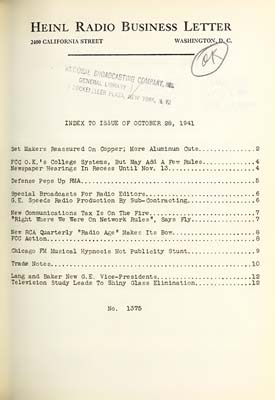 HEINL RADIO BUSINESS LETTER
2400 CALIFORNIA STREET WASHINGTON, D. C.
OK
NATIONAL BROADCASTING COMPANY, INC.
GENERAL LIBRARY
ROCKEFELLER PLAZA, NEW YORK, N. Y.
INDEX TO ISSUE OF OCTOBER 28, 1941
Set Makers Reassured On Copper; More Aluminum Cuts..............2
FCC O.K.'s College Systems, But May Add A Few Rules.............4
Newspaper Hearings In Recess Until Nov. 13......................4
Defense Peps Up RMA.............................................5
Special Broadcasts For Radio Editors............................6
G.E. Speeds Radio Production By Sub-Contracting.................6
New Communications Tax Is On The Fire...........................7
"Right Where We Were On Network Rules", Says Fly................7
New RCA Quarterly "Radio Age" Makes Its Bow.....................8
FCC Action......................................................8
Chicago FM Musical Hypnosis Not Publicity Stunt.................9
Trade Notes....................................................10
Lang and Baker New G.E. Vice-Presidents........................12
Television Study Leads To Shiny Glass Elimination..............12
No. 1375